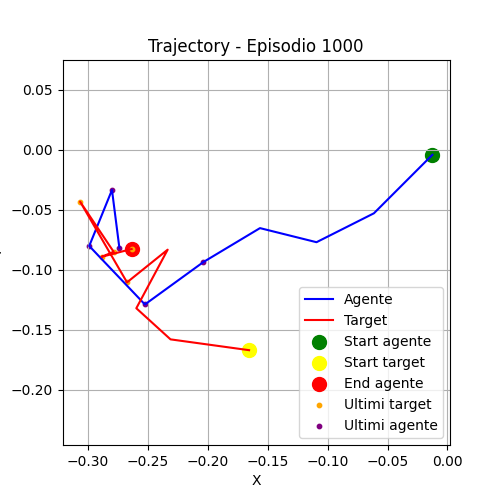 Trajectory - Episodio 1000
0.05
0.00
−0.05
−0.10
−0.15
−0.20
Agente
Target
Start agente
Start target
End agente
Ultimi target
Ultimi agente
−0.30 −0.25 −0.20 −0.15 −0.10 −0.05 0.00
X